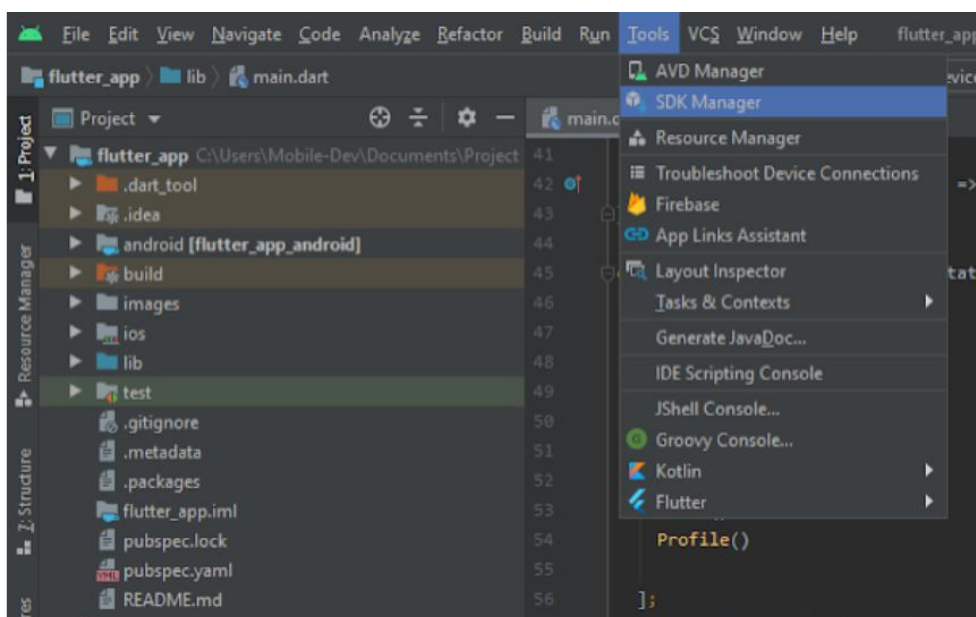 File Edit View Navigate Code Analyze Refactor Build Run Tools VCS Window Help flutter_app
flutter_app lib main.dart
Project
main.d
1: Project
Resource Manager
Z: Structure
flutter_app C:\Users\Mobile-Dev\Documents\Project
.dart_tool
.idea
android [flutter_app_android]
build
images
ios
lib
test
.gitignore
.metadata
.packages
flutter_app.iml
pubspec.lock
pubspec.yaml
README.md
41
42 =>
43
44
45 tat
46
47
48
49
50
51
52
53
54 Profile()
55
56 ];
AVD Manager
SDK Manager
Resource Manager
Troubleshoot Device Connections
Firebase
App Links Assistant
Layout Inspector
Tasks & Contexts
Generate JavaDoc...
IDE Scripting Console
JShell Console...
Groovy Console...
Kotlin
Flutter